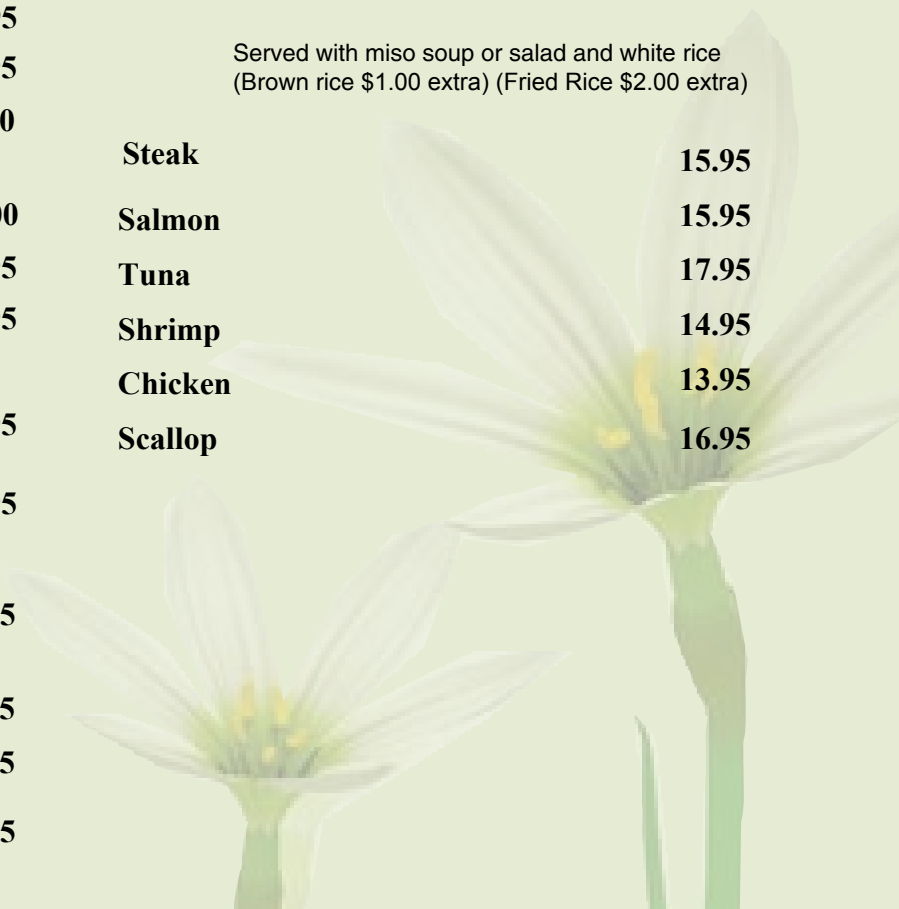 Served with miso soup or salad and white rice
(Brown rice $1.00 extra) (Fried Rice $2.00 extra)
Steak 15.95
Salmon 15.95
Tuna 17.95
Shrimp 14.95
Chicken 13.95
Scallop 16.95